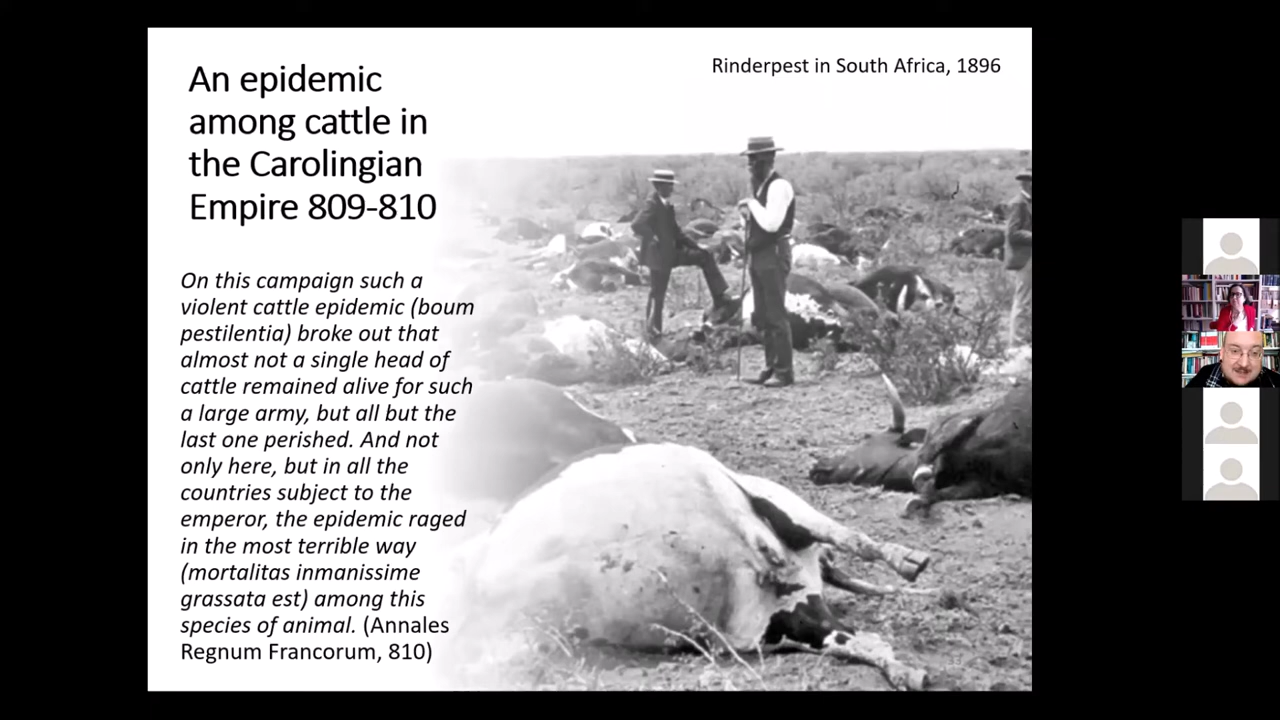 An epidemic
among cattle in
the Carolingian
Empire 809-810
Rinderpest in South Africa, 1896
On this campaign such a
violent cattle epidemic (boum
pestilentia) broke out that
almost not a single head of
cattle remained alive for such
a large army, but all but the
last one perished. And not
only here, but in all the
countries subject to the
emperor, the epidemic raged
in the most terrible way
(mortalitas inmanissime
grassata est) among this
species of animal. (Annales
Regnum Francorum, 810)